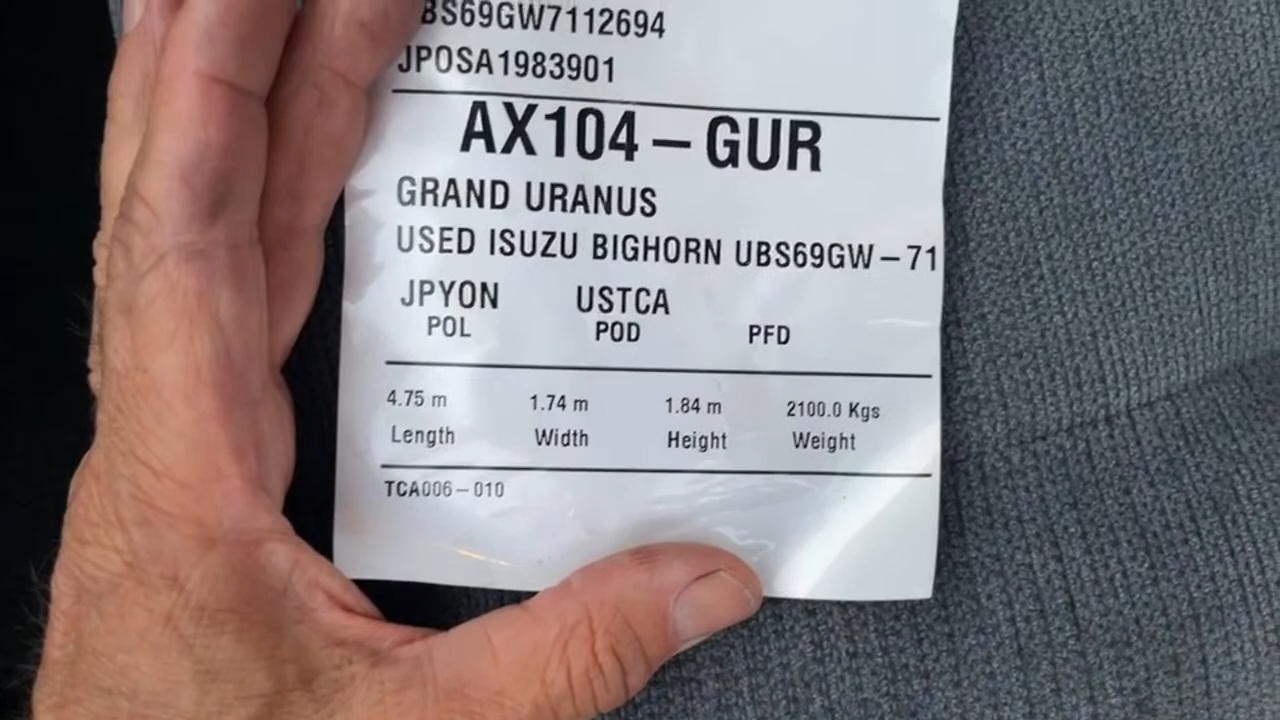 BS69GW7112694
JPOSA1983901
AX104-GUR
GRAND URANUS
USED ISUZU BIGHORN UBS69GW-71
JPYON USTCA
POL POD PFD
4.75 m 1.74 m 1.84 m 2100.0 Kgs
Length Width Height Weight
TCA006-010